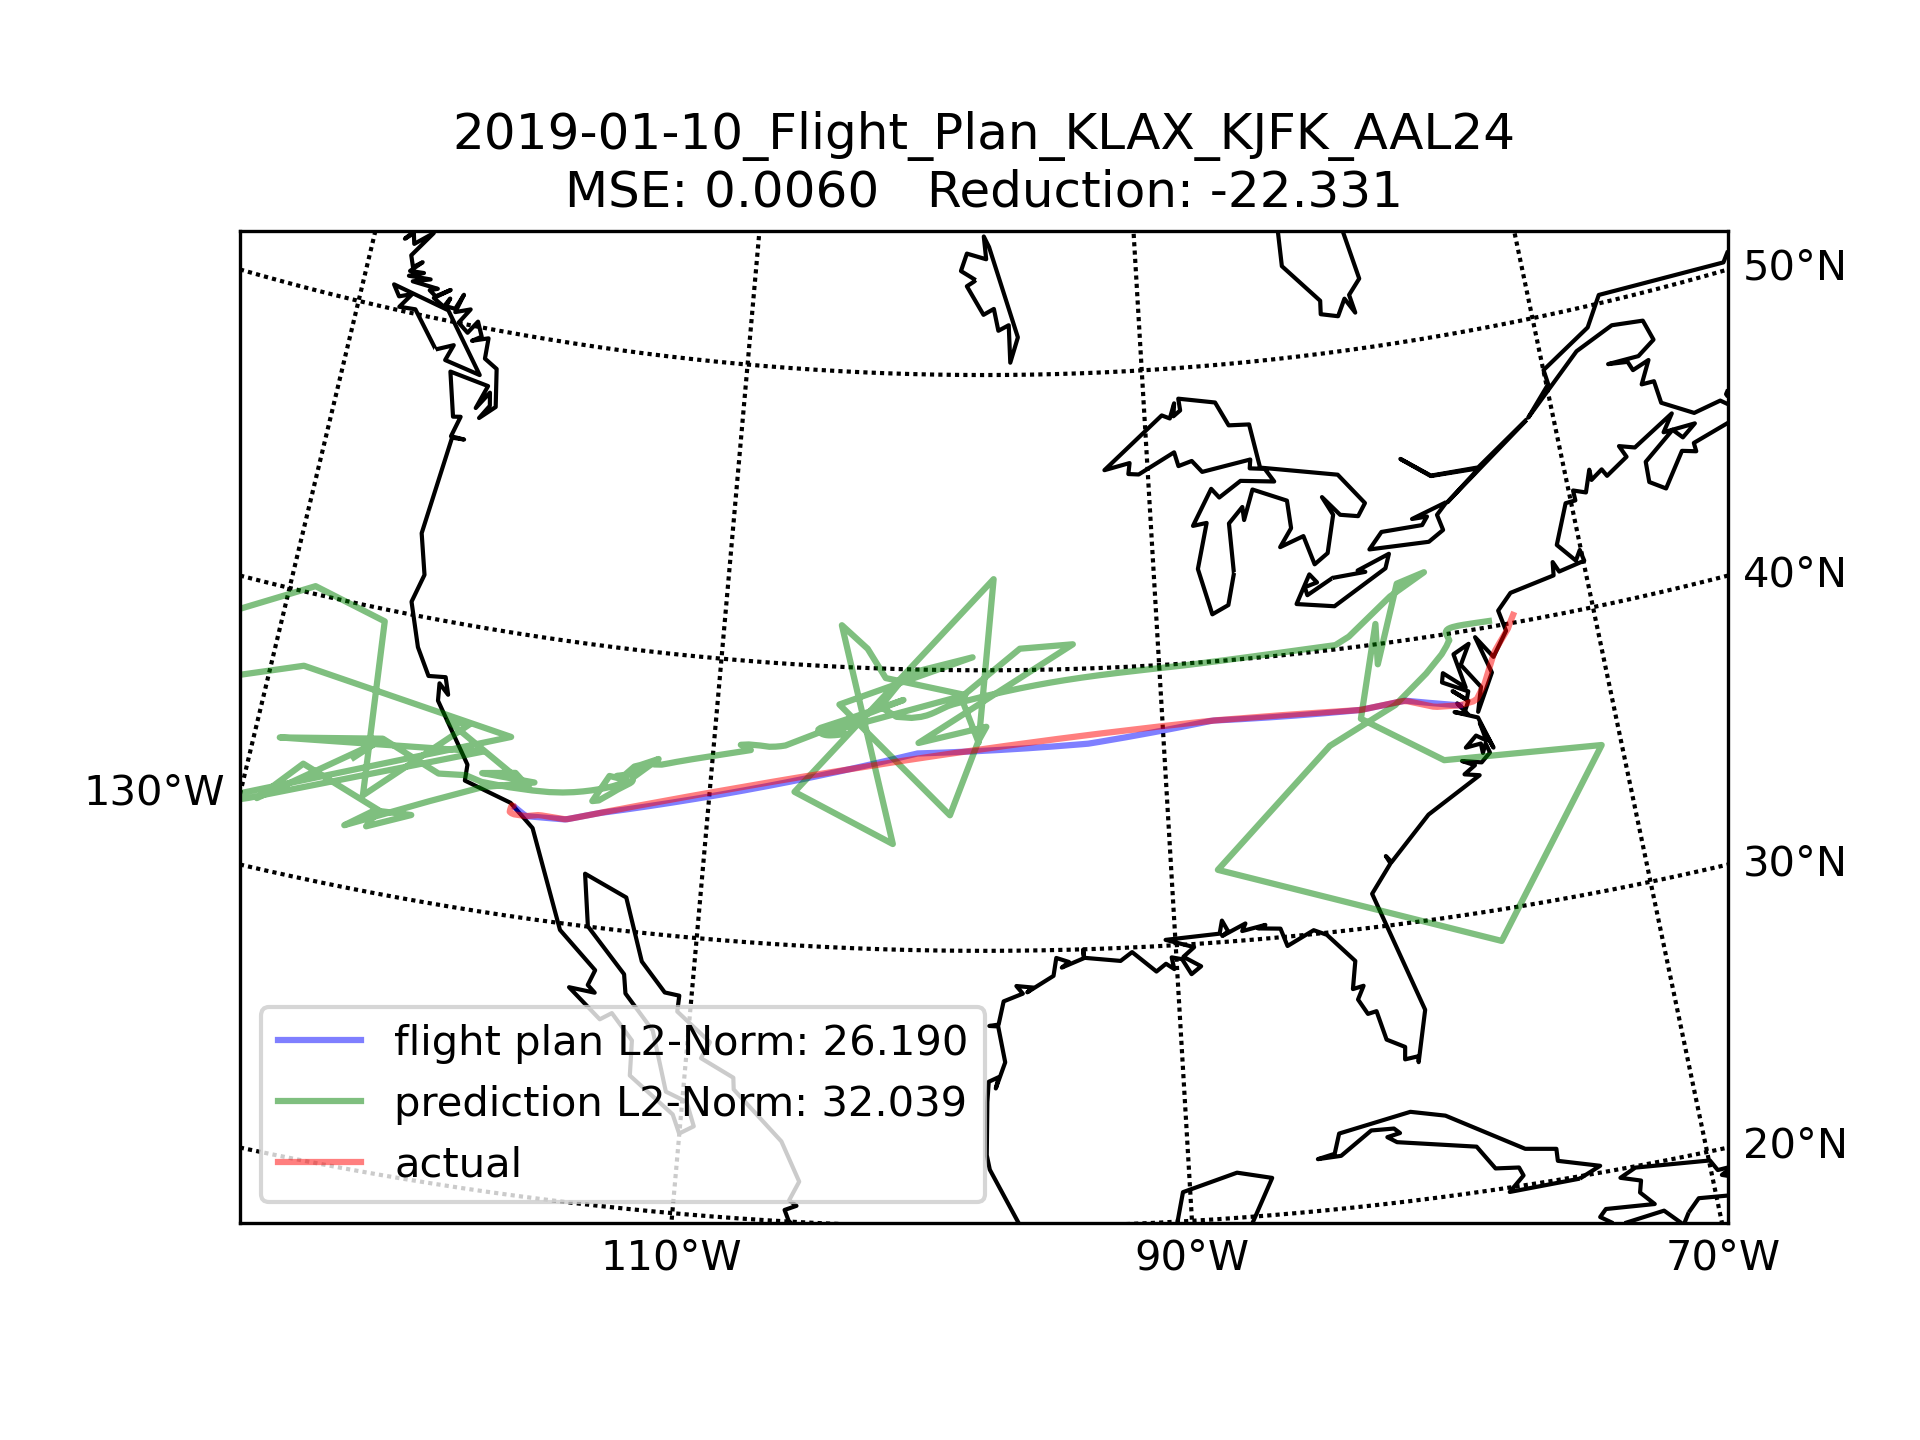 2019-01-10_Flight_Plan_KLAX_KJFK_AAL24
MSE: 0.0060   Reduction: -22.331
50°N
40°N
130°W
30°N
flight plan L2-Norm: 26.190
prediction L2-Norm: 32.039
20°N
actual
110°W
90°W
70°W